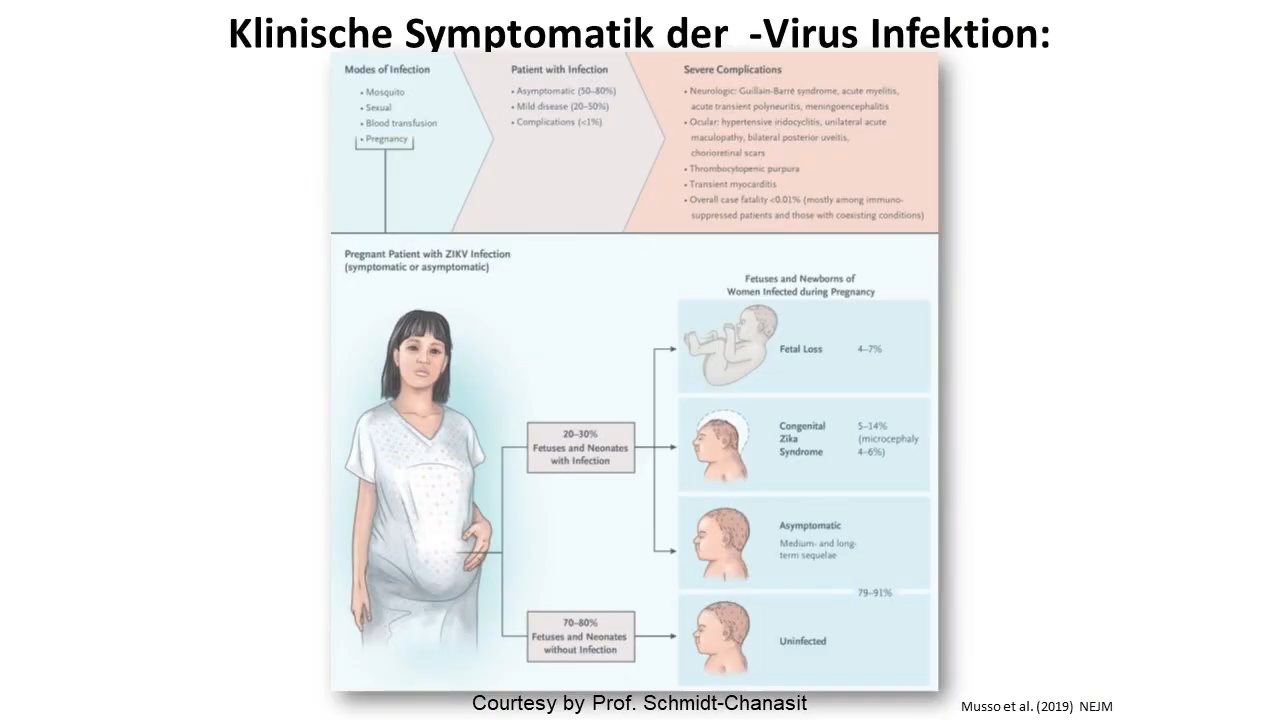 Klinische Symptomatik der -Virus Infektion:
Modes of Infection
• Mosquito
• Sexual
• Blood transfusion
• Pregnancy
Patient with Infection
• Asymptomatic (50–80%)
• Mild disease (20–50%)
• Complications (<1%)
Severe Complications
• Neurologic: Guillain-Barré syndrome, acute myelitis,
acute transient polyneuritis, meningoencephalitis
• Ocular: hypertensive iridocyclitis, unilateral acute
maculopathy, bilateral posterior uveitis,
chorioretinal scars
• Thrombocytopenic purpura
• Transient myocarditis
• Overall case fatality <0.01% (mostly among immuno-
suppressed patients and those with coexisting conditions)
Pregnant Patient with ZIKV Infection
(symptomatic or asymptomatic)
Fetuses and Newborns of
Women Infected during Pregnancy
20–30%
Fetuses and Neonates
with Infection
70–80%
Fetuses and Neonates
without Infection
Fetal Loss 4–7%
Congenital 5–14%
Zika (microcephaly
Syndrome 4–6%)
Asymptomatic
Medium- and long-
term sequelae
79–91%
Uninfected
Courtesy by Prof. Schmidt-Chanasit
Musso et al. (2019) NEJM